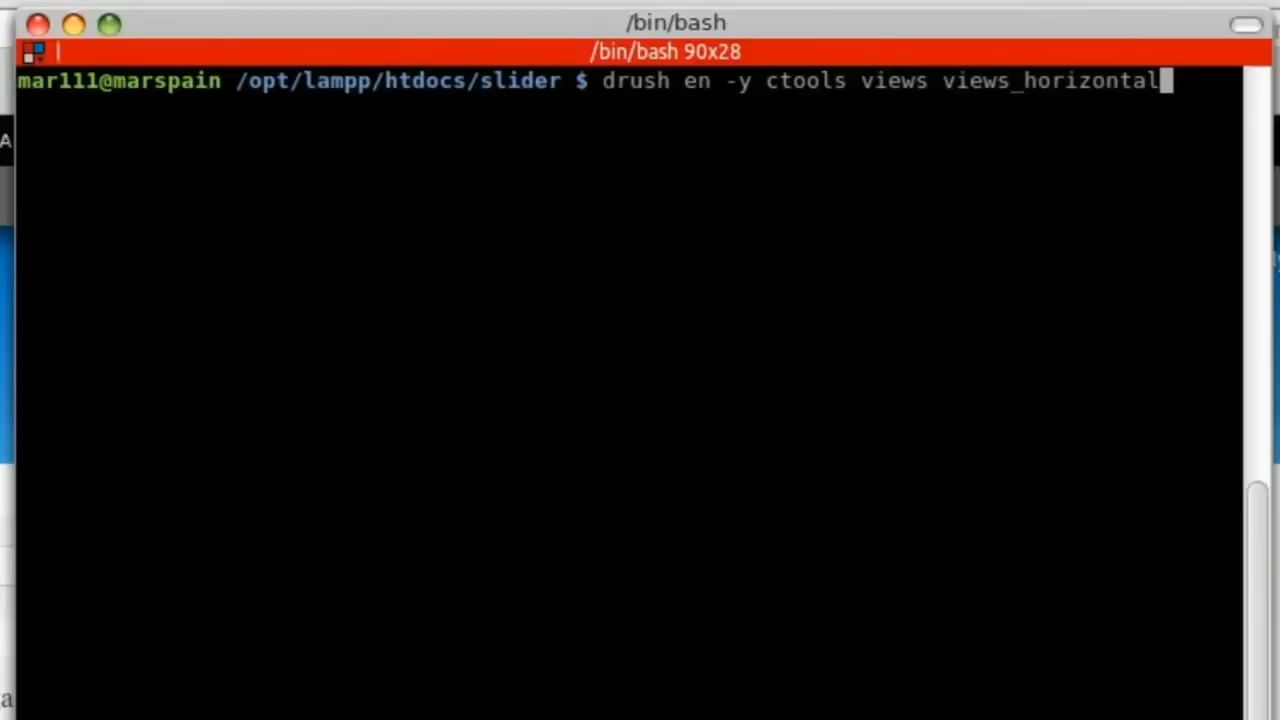 /bin/bash
/bin/bash 90x28
mar111@marspain /opt/lampp/htdocs/slider $ drush en -y ctools views views_horizontal
A